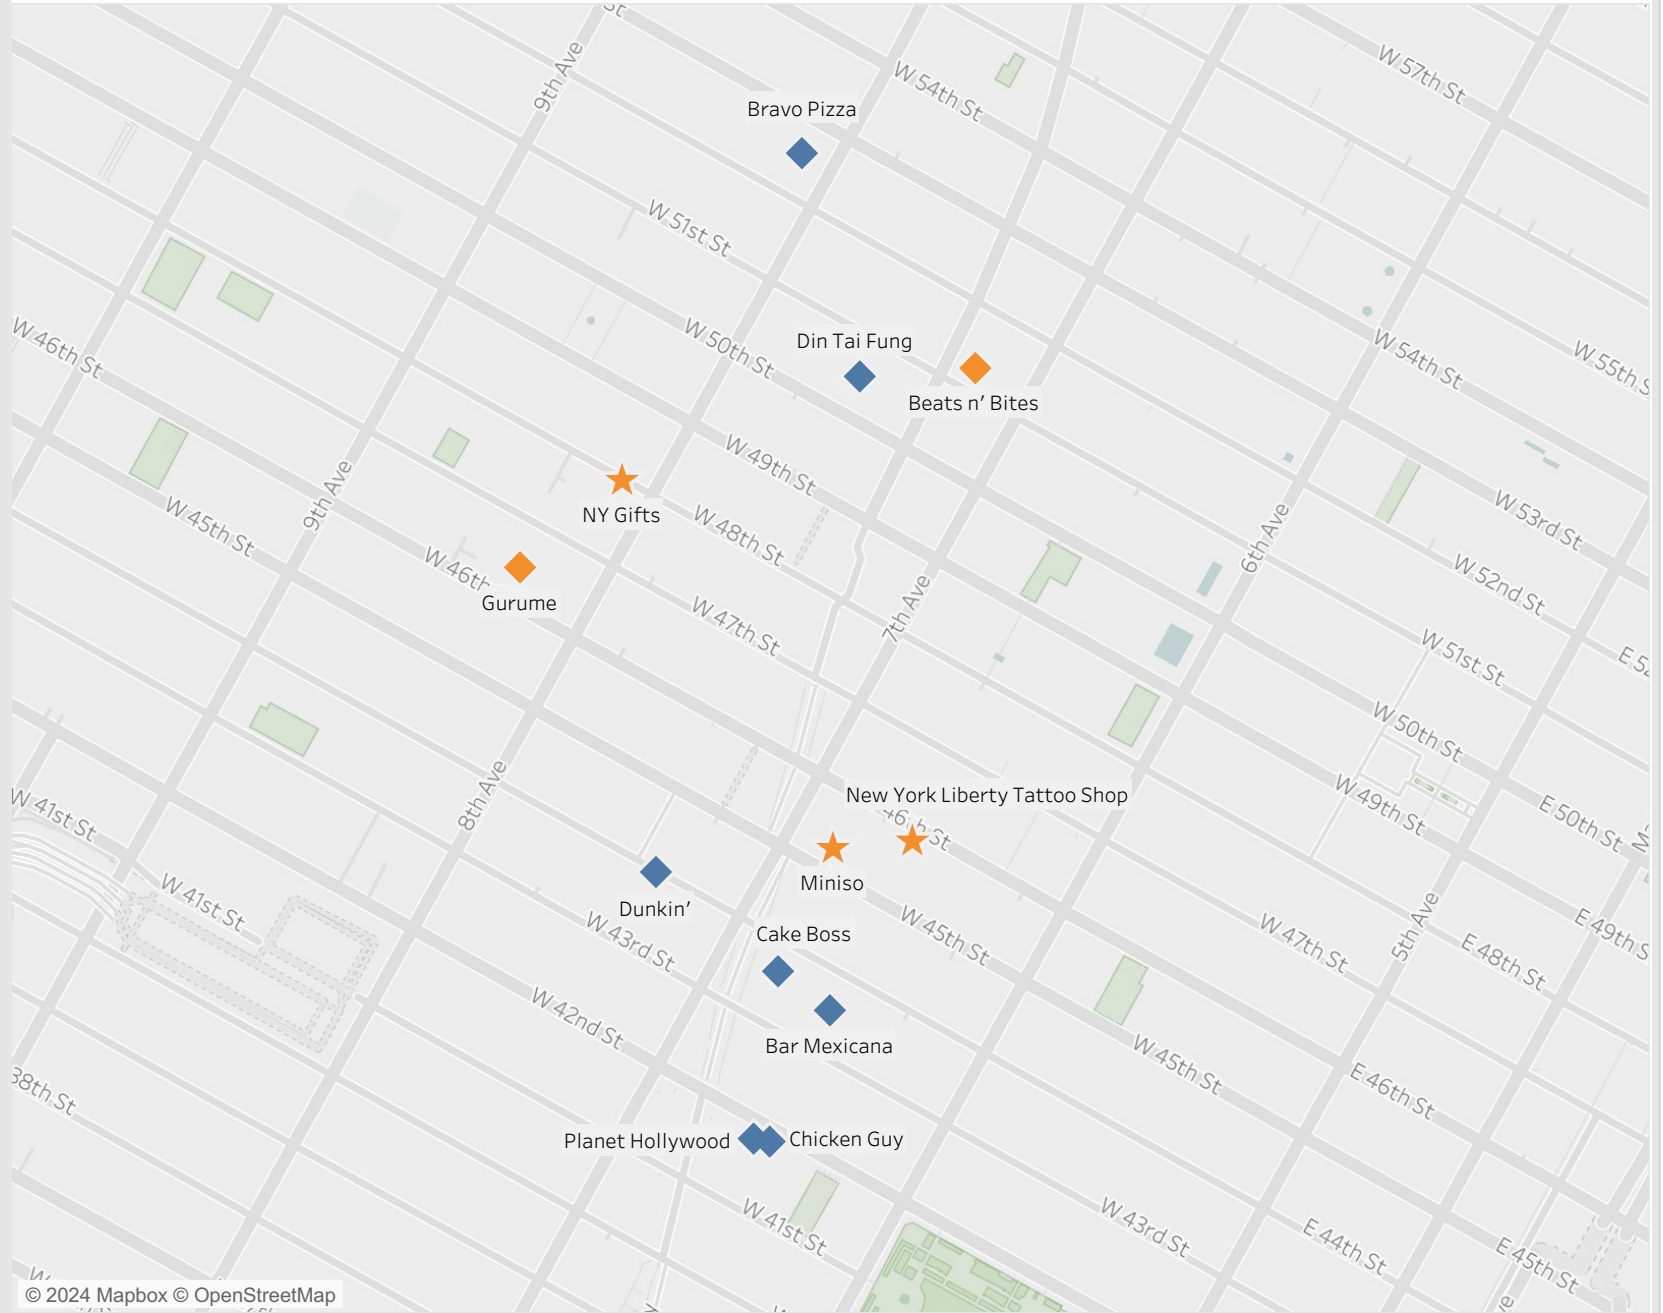 St
9th Ave
W 54th St
W 57th St
Bravo Pizza
W 51st St
W 46th St
W 50th St
Din Tai Fung
Beats n' Bites
W 54th St
W 55th S
9th Ave
W 45th St
W 49th St
NY Gifts
W 48th St
W 53rd St
6th Ave
W 46th
Gurume
W 47th St
7th Ave
W 52nd St
W 51st St
E 52
W 50th St
8th Ave
W 41st St
New York Liberty Tattoo Shop
46th St
Miniso
W 49th St
E 50th St
W 41st St
Dunkin'
W 43rd St
Cake Boss
W 45th St
W 47th St
5th Ave
E 48th St
E 49th S
W 42nd St
Bar Mexicana
W 45th St
E 46th St
38th St
Planet Hollywood
Chicken Guy
W 41st St
W 43rd St
E 44th St
E 45th St
© 2024 Mapbox © OpenStreetMap